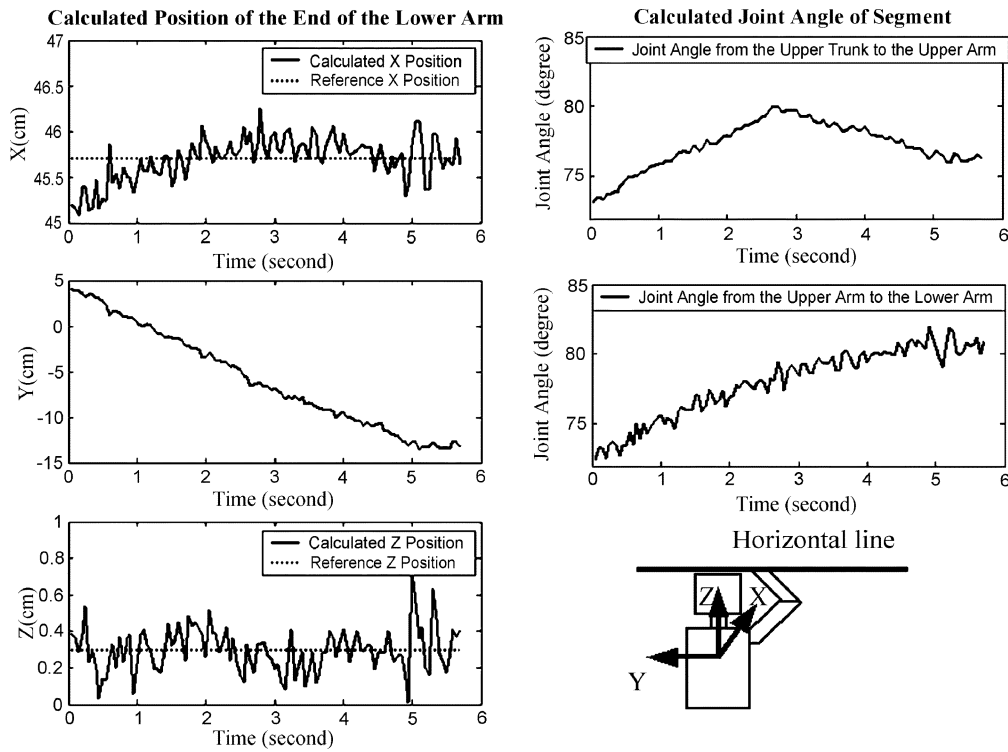 Calculated Position of the End of the Lower Arm
47
46.5
46
45.5
45
X(cm)
Calculated X Position
Reference X Position
0 1 2 3 4 5 6
Time (second)
5
0
-5
-10
-15
Y(cm)
0 1 2 3 4 5 6
Time (second)
1
0.8
0.6
0.4
0.2
0
Z(cm)
Calculated Z Position
Reference Z Position
0 1 2 3 4 5 6
Time (second)
Calculated Joint Angle of Segment
85
80
75
Joint Angle (degree)
Joint Angle from the Upper Trunk to the Upper Arm
0 1 2 3 4 5 6
Time (second)
85
80
75
Joint Angle (degree)
Joint Angle from the Upper Arm to the Lower Arm
0 1 2 3 4 5 6
Time (second)
Horizontal line
Z X
Y